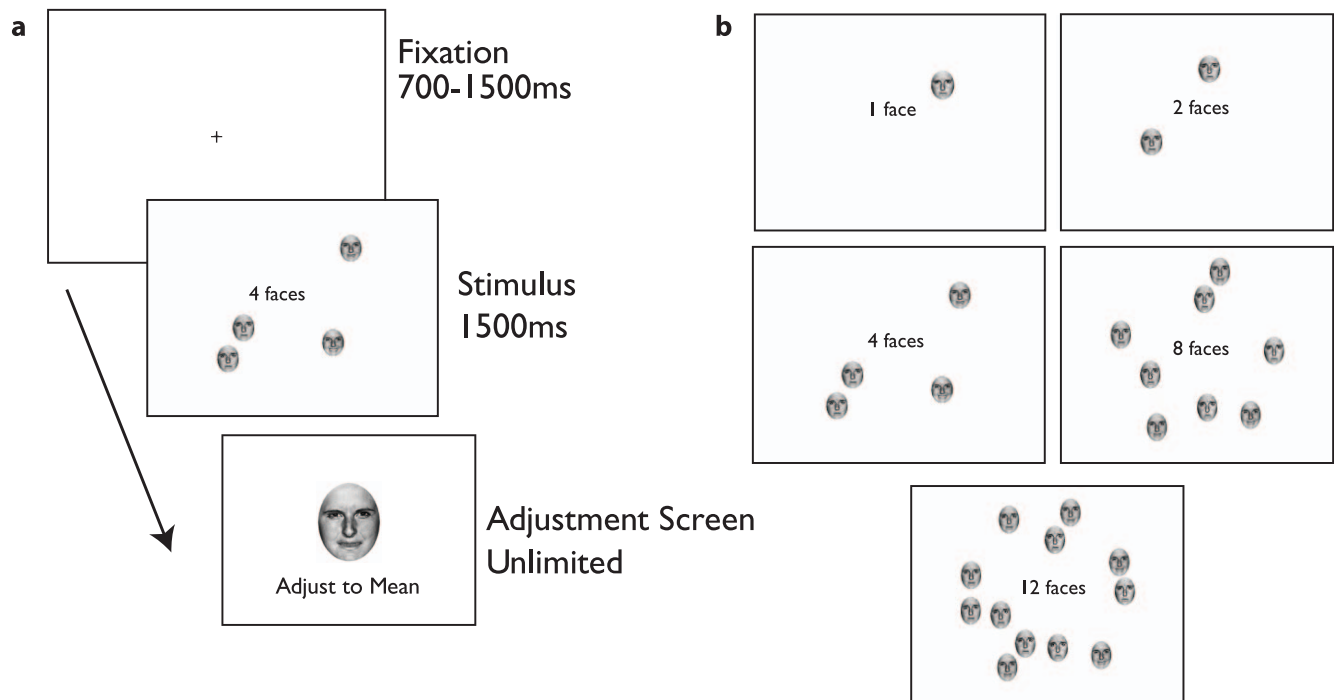 a
Fixation
700-1500ms
+
4 faces
Stimulus
1500ms
Adjust to Mean
Adjustment Screen
Unlimited
b
1 face
2 faces
4 faces
8 faces
12 faces